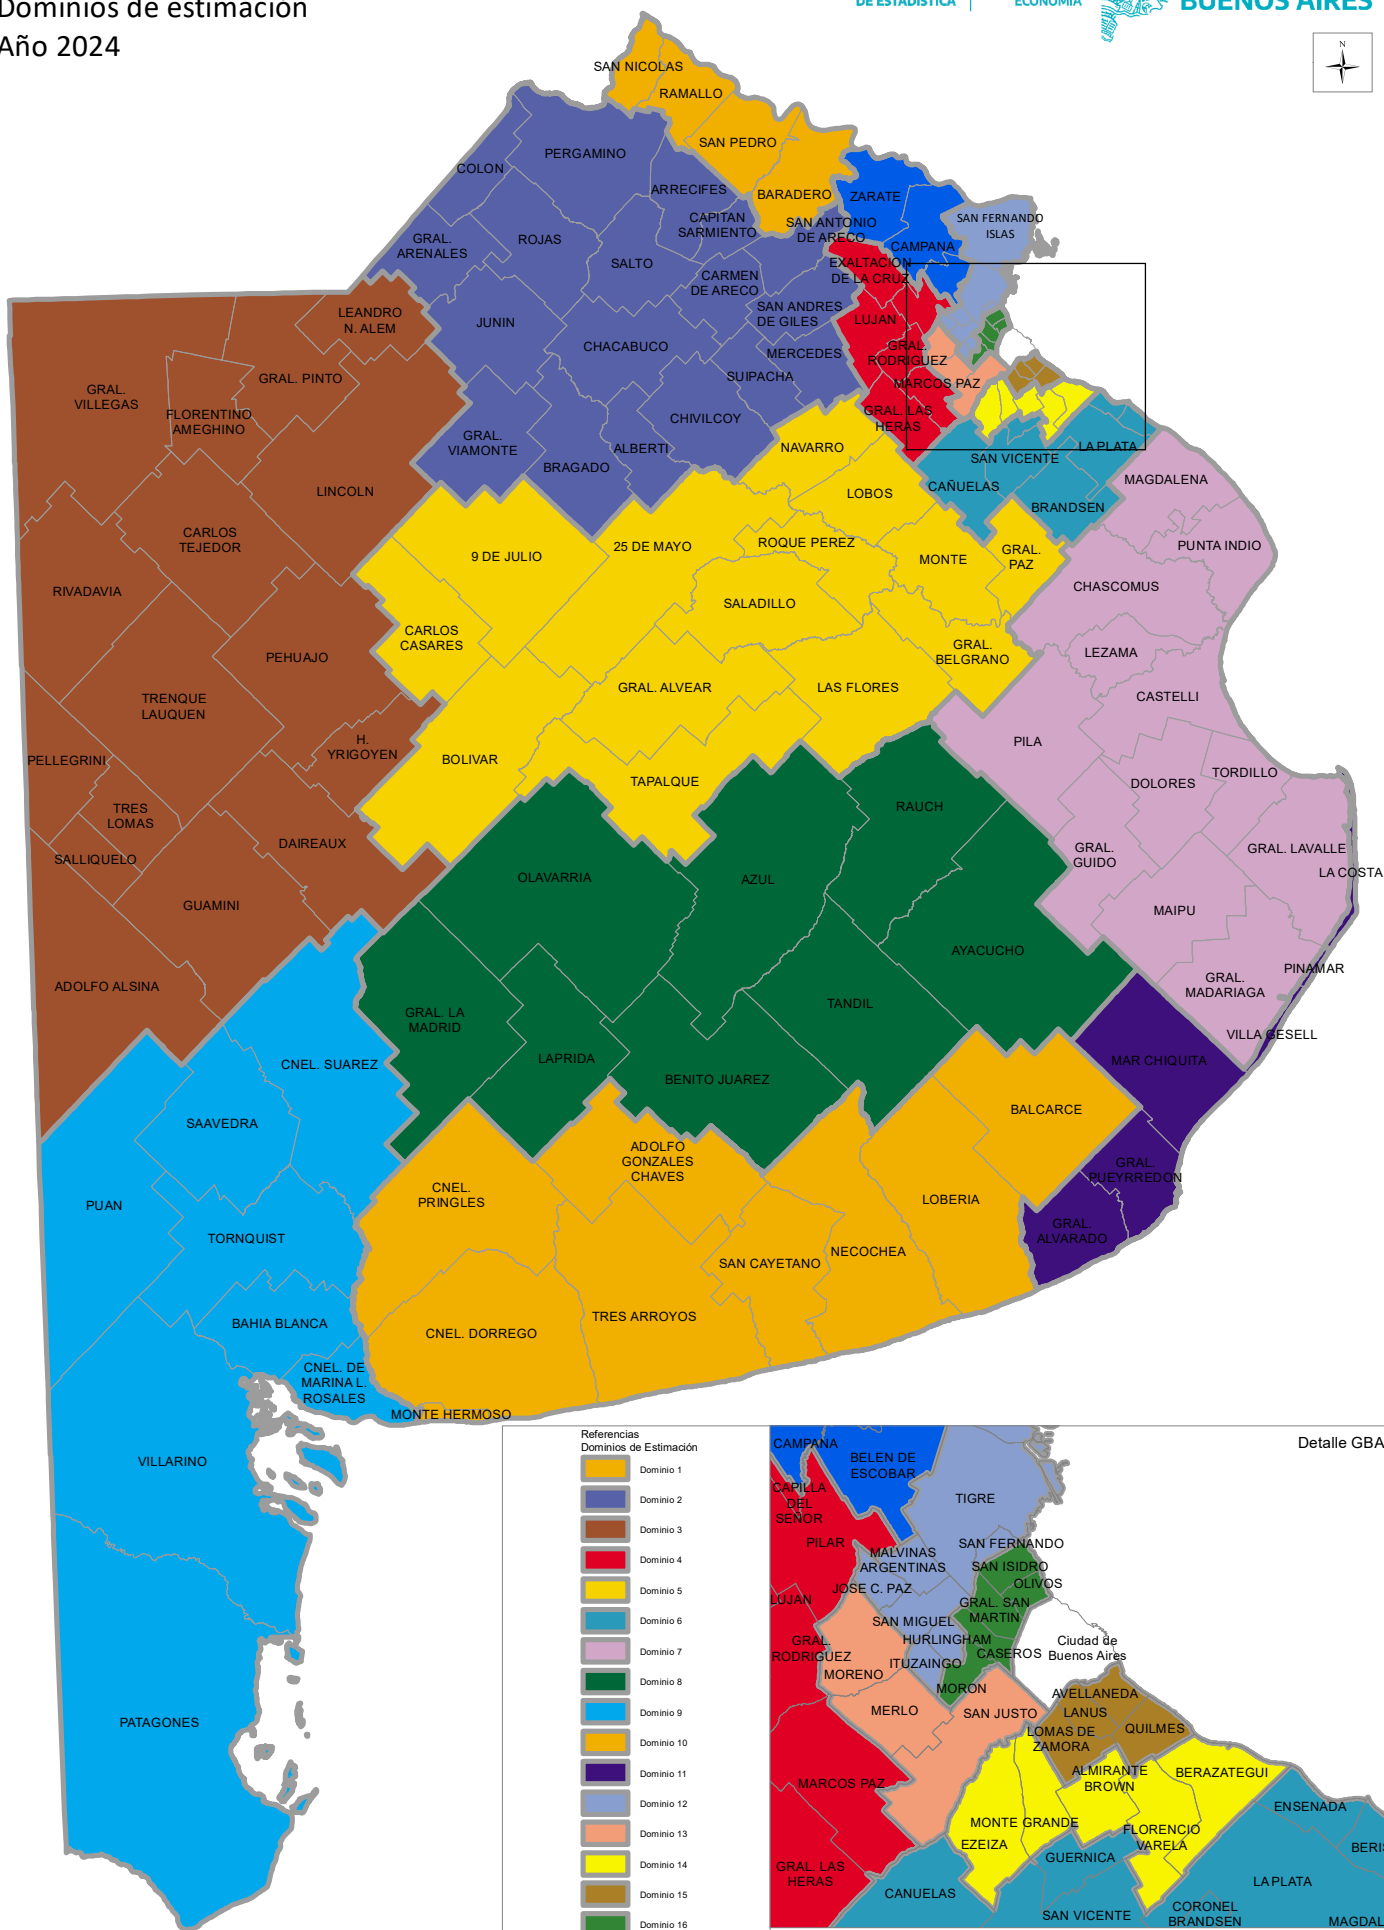 Dominios de estimación
Año 2024
DE ESTADÍSTICA
ECONOMÍA
BUENOS AIRES
N
SAN NICOLAS
RAMALLO
SAN PEDRO
BARADERO
PERGAMINO
COLON
ARRECIFES
CAPITAN
SARMIENTO
SAN ANTONIO
DE ARECO
ZARATE
CAMPANA
SAN FERNANDO
ISLAS
GRAL.
ARENALES
ROJAS
SALTO
CARMEN
DE ARECO
EXALTACION
DE LA CRUZ
SAN ANDRES
DE GILES
LUJAN
LEANDRO
N. ALEM
JUNIN
CHACABUCO
MERCEDES
GRAL.
RODRIGUEZ
SUIPACHA
MARCOS PAZ
GRAL. PINTO
GRAL.
VILLEGAS
FLORENTINO
AMEGHINO
CHIVILCOY
GRAL. LAS
HERAS
GRAL.
VIAMONTE
ALBERTI
BRAGADO
NAVARRO
SAN VICENTE
LA PLATA
LINCOLN
LOBOS
CAÑUELAS
MAGDALENA
BRANDSEN
CARLOS
TEJEDOR
9 DE JULIO
25 DE MAYO
ROQUE PEREZ
MONTE
GRAL.
PAZ
PUNTA INDIO
RIVADAVIA
SALADILLO
CHASCOMUS
CARLOS
CASARES
PEHUAJO
GRAL.
BELGRANO
LEZAMA
TRENQUE
LAUQUEN
GRAL. ALVEAR
LAS FLORES
CASTELLI
H.
YRIGOYEN
PELLEGRINI
BOLIVAR
PILA
TAPALQUE
DOLORES
TORDILLO
TRES
LOMAS
RAUCH
DAIREAUX
SALLIQUELO
GRAL.
GUIDO
GRAL. LAVALLE
LA COSTA
GUAMINI
OLAVARRIA
AZUL
MAIPU
AYACUCHO
PINAMAR
ADOLFO ALSINA
GRAL.
MADARIAGA
GRAL. LA
MADRID
TANDIL
VILLA GESELL
CNEL. SUAREZ
LAPRIDA
BENITO JUAREZ
MAR CHIQUITA
SAAVEDRA
BALCARCE
ADOLFO
GONZALES
CHAVES
GRAL.
PUEYRREDON
PUAN
CNEL.
PRINGLES
LOBERIA
GRAL.
ALVARADO
TORNQUIST
NECOCHEA
SAN CAYETANO
BAHIA BLANCA
CNEL. DORREGO
TRES ARROYOS
CNEL. DE
MARINA L.
ROSALES
MONTE HERMOSO
VILLARINO
PATAGONES
Referencias
Dominios de Estimación
Dominio 1
Dominio 2
Dominio 3
Dominio 4
Dominio 5
Dominio 6
Dominio 7
Dominio 8
Dominio 9
Dominio 10
Dominio 11
Dominio 12
Dominio 13
Dominio 14
Dominio 15
Dominio 16
Detalle GBA
CAMPANA
BELEN DE
ESCOBAR
CAPILLA
DEL
SEÑOR
TIGRE
PILAR
SAN FERNANDO
MALVINAS
ARGENTINAS
SAN ISIDRO
OLIVOS
JOSE C. PAZ
LUJAN
GRAL. SAN
MARTIN
SAN MIGUEL
HURLINGHAM
GRAL.
RODRIGUEZ
CASEROS
Ciudad de
Buenos Aires
ITUZAINGO
MORENO
MORON
AVELLANEDA
MERLO
SAN JUSTO
LANUS
LOMAS DE
ZAMORA
QUILMES
MARCOS PAZ
ALMIRANTE
BROWN
BERAZATEGUI
ENSENADA
MONTE GRANDE
FLORENCIO
VARELA
EZEIZA
BERIS
GUERNICA
GRAL. LAS
HERAS
LA PLATA
CANUELAS
CORONEL
BRANDSEN
SAN VICENTE
MAGDAL